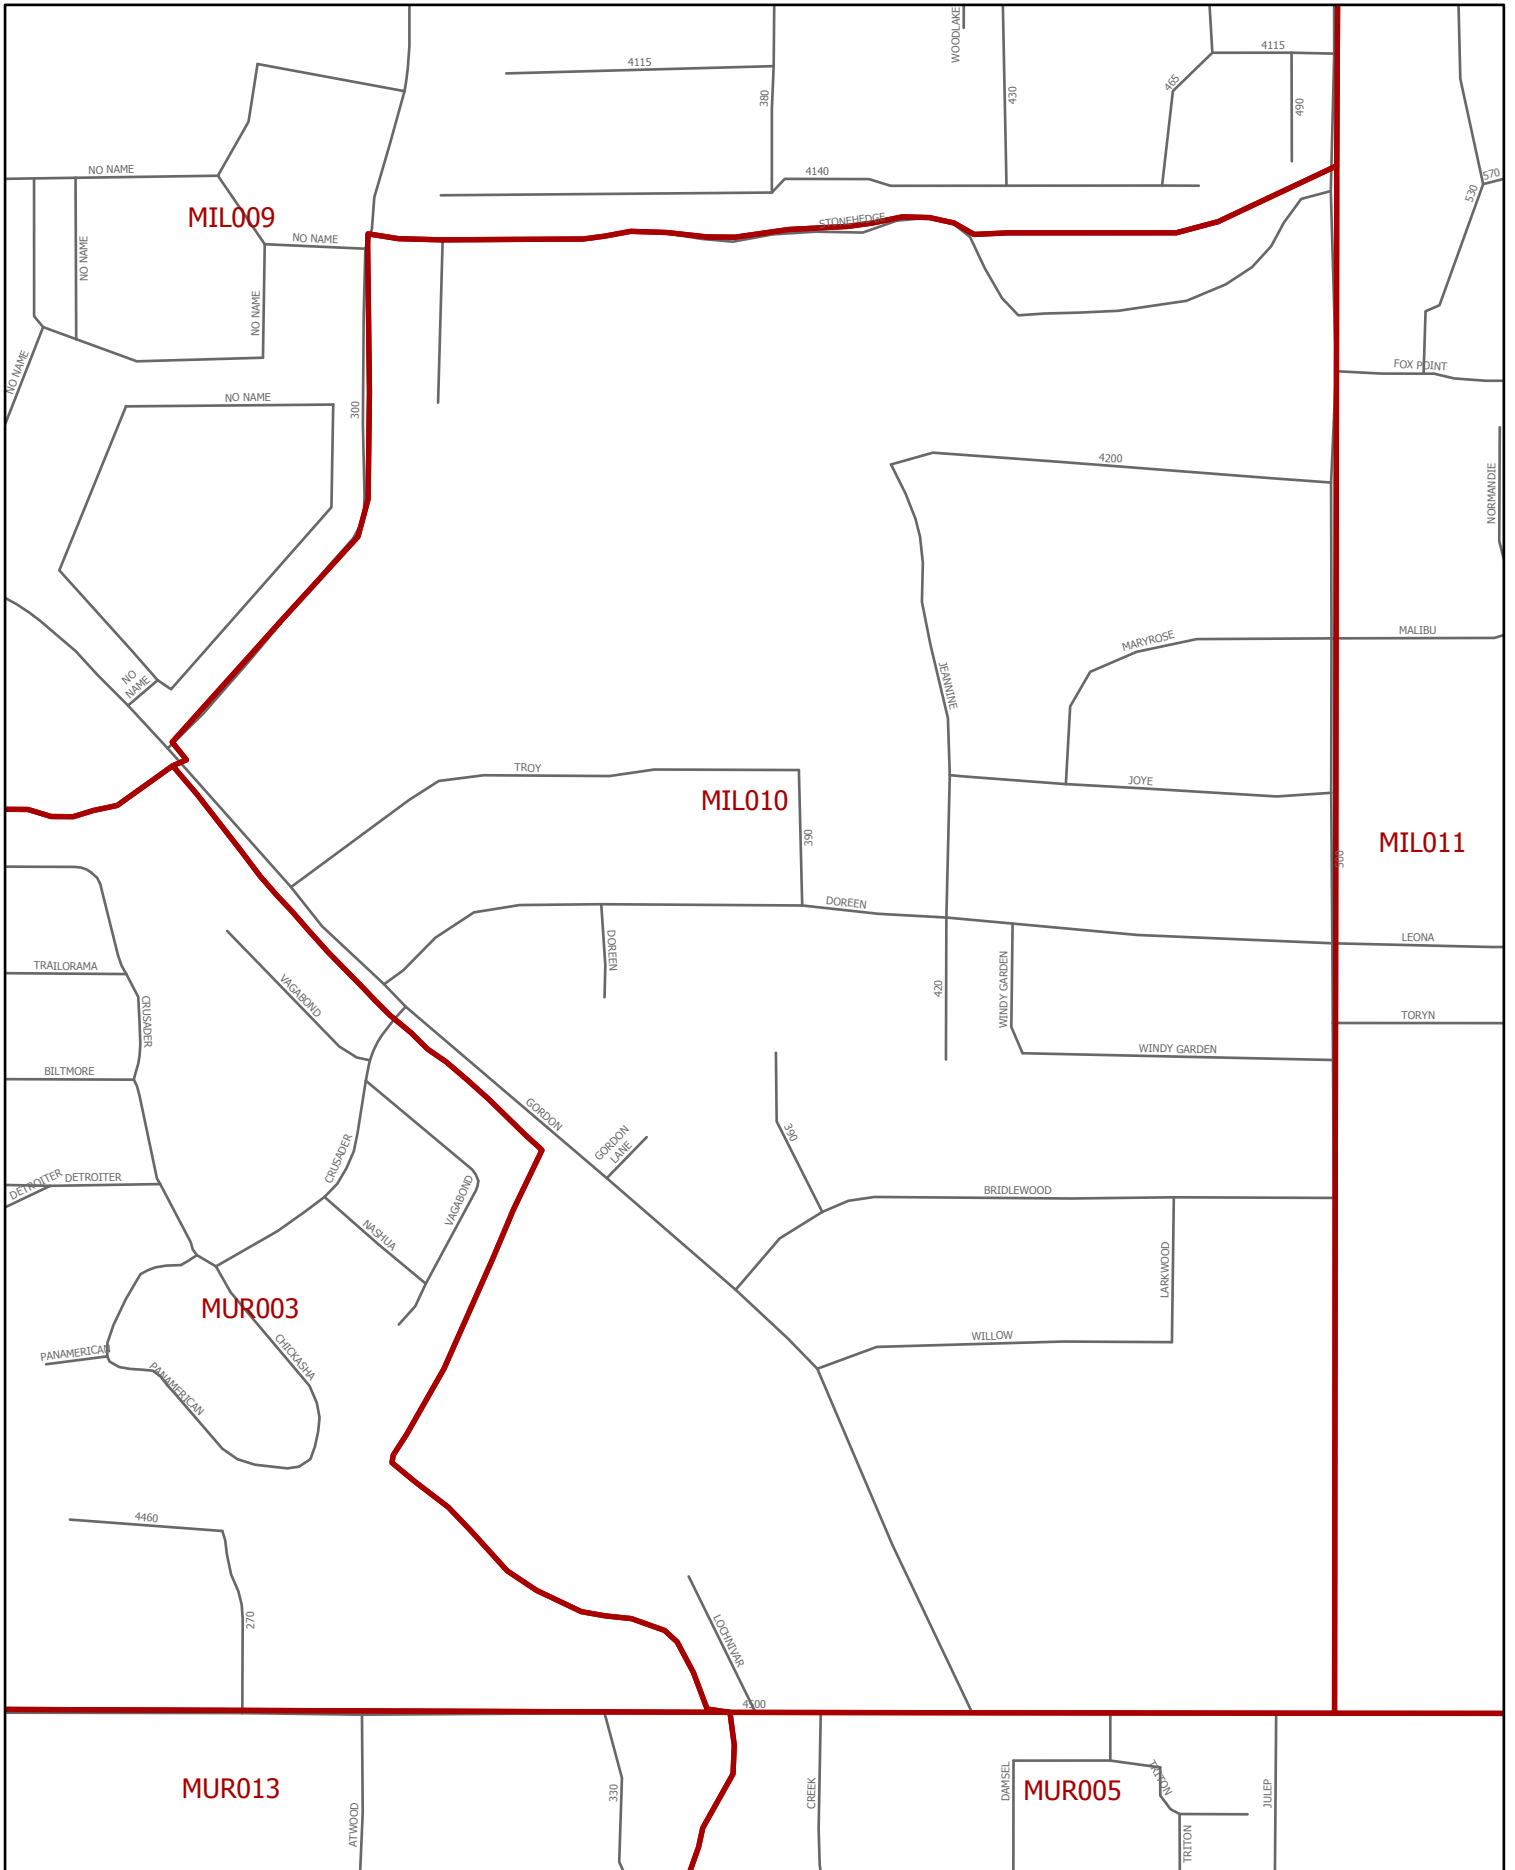 WOODLAKE
4115
4115
380
430
465
490
NO NAME
4140
570
530
MIL009
STONEHEDGE
NO NAME
NO NAME
NO NAME
NO NAME
FOX POINT
NO NAME
300
4200
NORMANDIE
MALIBU
MARYROSE
NO
NAME
JEANNINE
TROY
JOYE
MIL010
390
MIL011
300
DOREEN
LEONA
DOREEN
TRAILORAMA
VAGABOND
420
WINDY GARDEN
CRUSADER
TORYN
WINDY GARDEN
BILTMORE
GORDON
390
GORDON
LANE
CRUSADER
DETROITER
DETROITER
BRIDLEWOOD
VAGABOND
NASHUA
LARKWOOD
MUR003
WILLOW
PANAMERICAN
CHICKASHA
PANAMERICAN
4460
270
LOCHNIVAR
4500
MUR013
MUR005
330
CREEK
DAMSEL
TRITON
JULEP
ATWOOD
TRITON